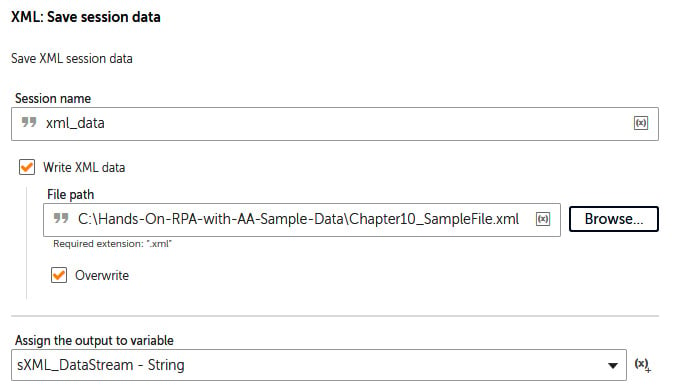 XML: Save session data
Save XML session data
Session name
xml_data (x)
Write XML data
File path
C:\Hands-On-RPA-with-AA-Sample-Data\Chapter10_SampleFile.xml (x) Browse...
Required extension: ".xml"
Overwrite
Assign the output to variable
sXML_DataStream - String (x)+